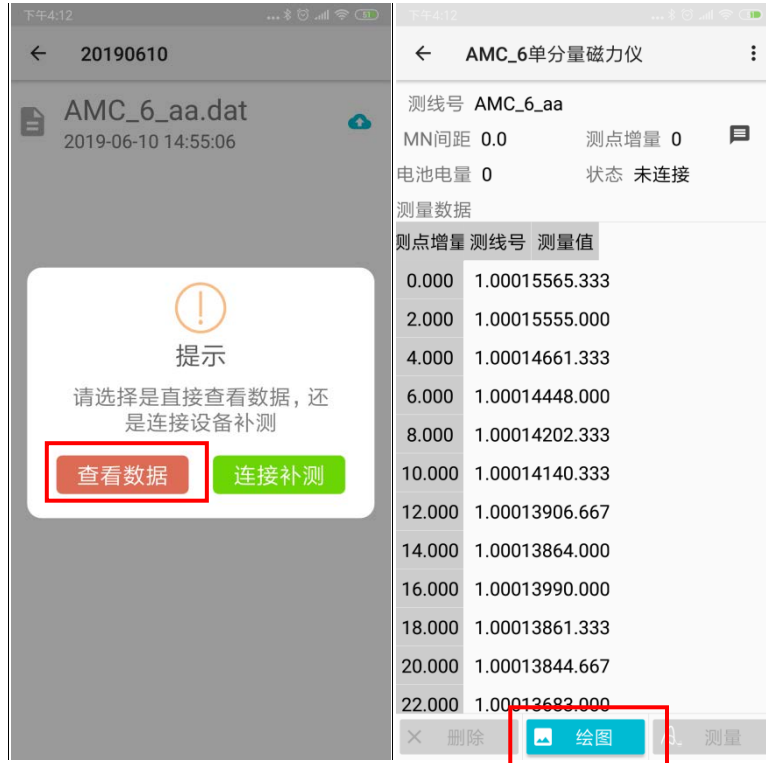 下午4:12
... 51
20190610
AMC_6_aa.dat
2019-06-10 14:55:06
提示
请选择是直接查看数据，还
是连接设备补测
查看数据 连接补测
下午4:12
AMC_6单分量磁力仪
测线号 AMC_6_aa
MN间距 0.0 测点增量 0
电池电量 0 状态 未连接
测量数据
测点增量 测线号 测量值
0.000 1.00015565.333
2.000 1.00015555.000
4.000 1.00014661.333
6.000 1.00014448.000
8.000 1.00014202.333
10.000 1.00014140.333
12.000 1.00013906.667
14.000 1.00013864.000
16.000 1.00013990.000
18.000 1.00013861.333
20.000 1.00013844.667
22.000 1.00013683.000
删除 绘图 测量